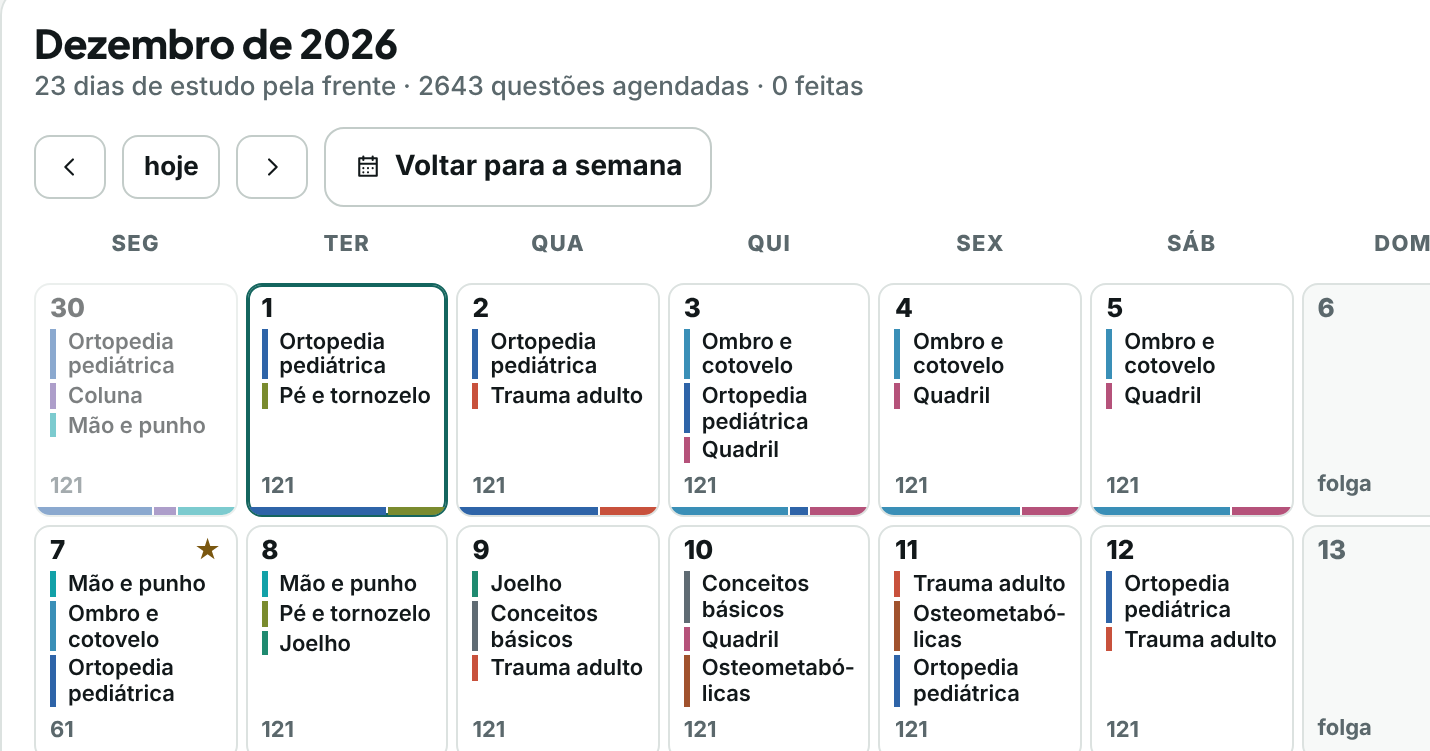 Dezembro de 2026
23 dias de estudo pela frente · 2643 questões agendadas · 0 feitas
hoje
Voltar para a semana
SEG TER QUA QUI SEX SÁB DOM
30
Ortopedia
pediátrica
Coluna
Mão e punho
121
1
Ortopedia
pediátrica
Pé e tornozelo
121
2
Ortopedia
pediátrica
Trauma adulto
121
3
Ombro e
cotovelo
Ortopedia
pediátrica
Quadril
121
4
Ombro e
cotovelo
Quadril
121
5
Ombro e
cotovelo
Quadril
121
6
folga
7
Mão e punho
Ombro e
cotovelo
Ortopedia
pediátrica
61
8
Mão e punho
Pé e tornozelo
Joelho
121
9
Joelho
Conceitos
básicos
Trauma adulto
121
10
Conceitos
básicos
Quadril
Osteometabó-
licas
121
11
Trauma adulto
Osteometabó-
licas
Ortopedia
pediátrica
121
12
Ortopedia
pediátrica
Trauma adulto
121
13
folga